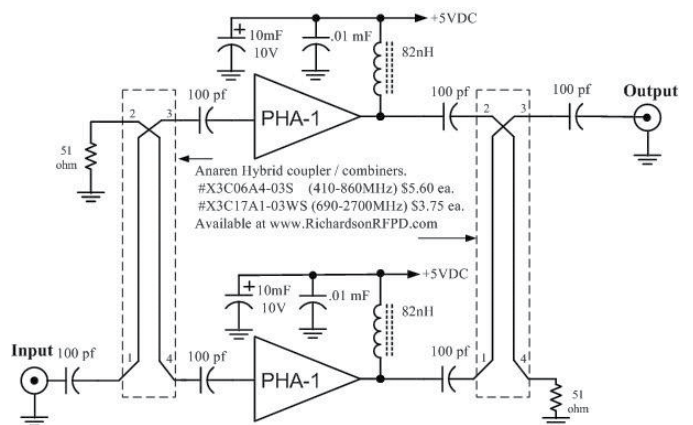 +5VDC
10mF
10V
.01 mF
82nH
100 pf
PHA-1
100 pf
100 pf
Output
2
3
2
3
51
ohm
Anaren Hybrid coupler / combiners.
#X3C06A4-03S (410-860MHz) $5.60 ea.
#X3C17A1-03WS (690-2700MHz) $3.75 ea.
Available at www.RichardsonRFPD.com
+5VDC
10mF
10V
.01 mF
82nH
Input
100 pf
1
4
100 pf
PHA-1
100 pf
1
4
51
ohm